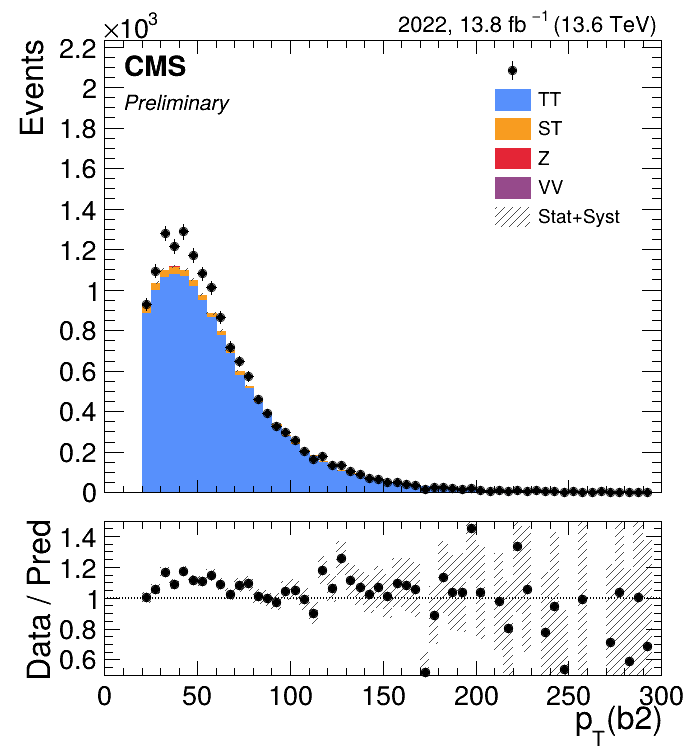 ×10³
2022, 13.8 fb⁻¹ (13.6 TeV)
CMS
Preliminary
TT
ST
Z
VV
Stat+Syst
Events
2.2
2
1.8
1.6
1.4
1.2
1
0.8
0.6
0.4
0.2
0
Data / Pred
1.4
1.2
1
0.8
0.6
0 50 100 150 200 250 300
p_T(b2)